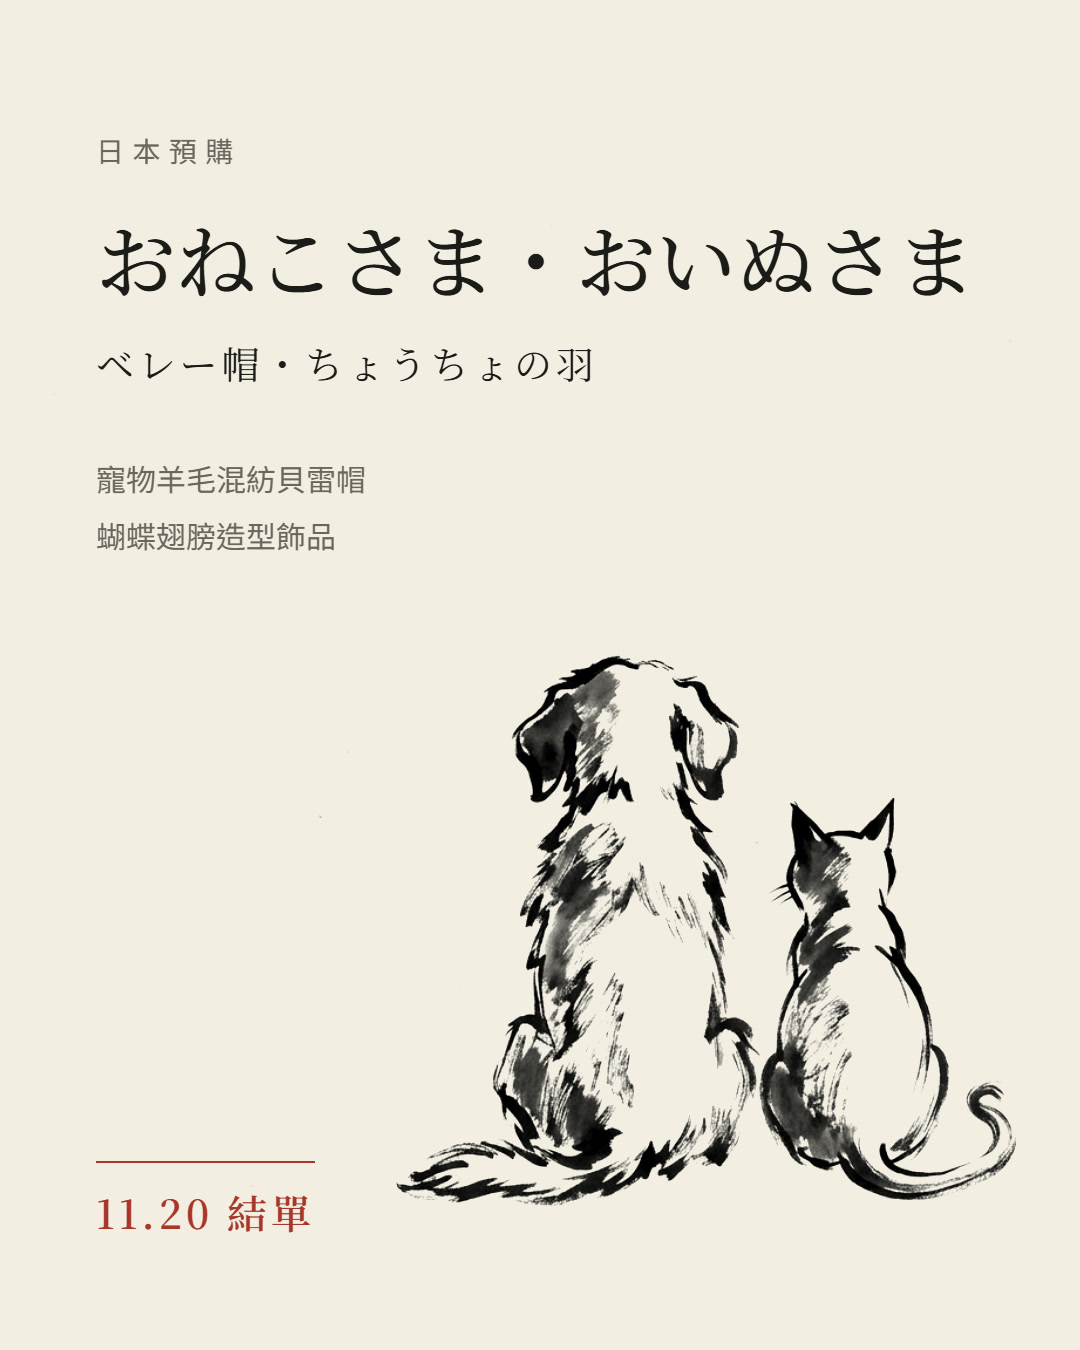 日本預購
おねこさま・おいぬさま
ベレー帽・ちょうちょの羽
寵物羊毛混紡貝雷帽
蝴蝶翅膀造型飾品
11.20 結單